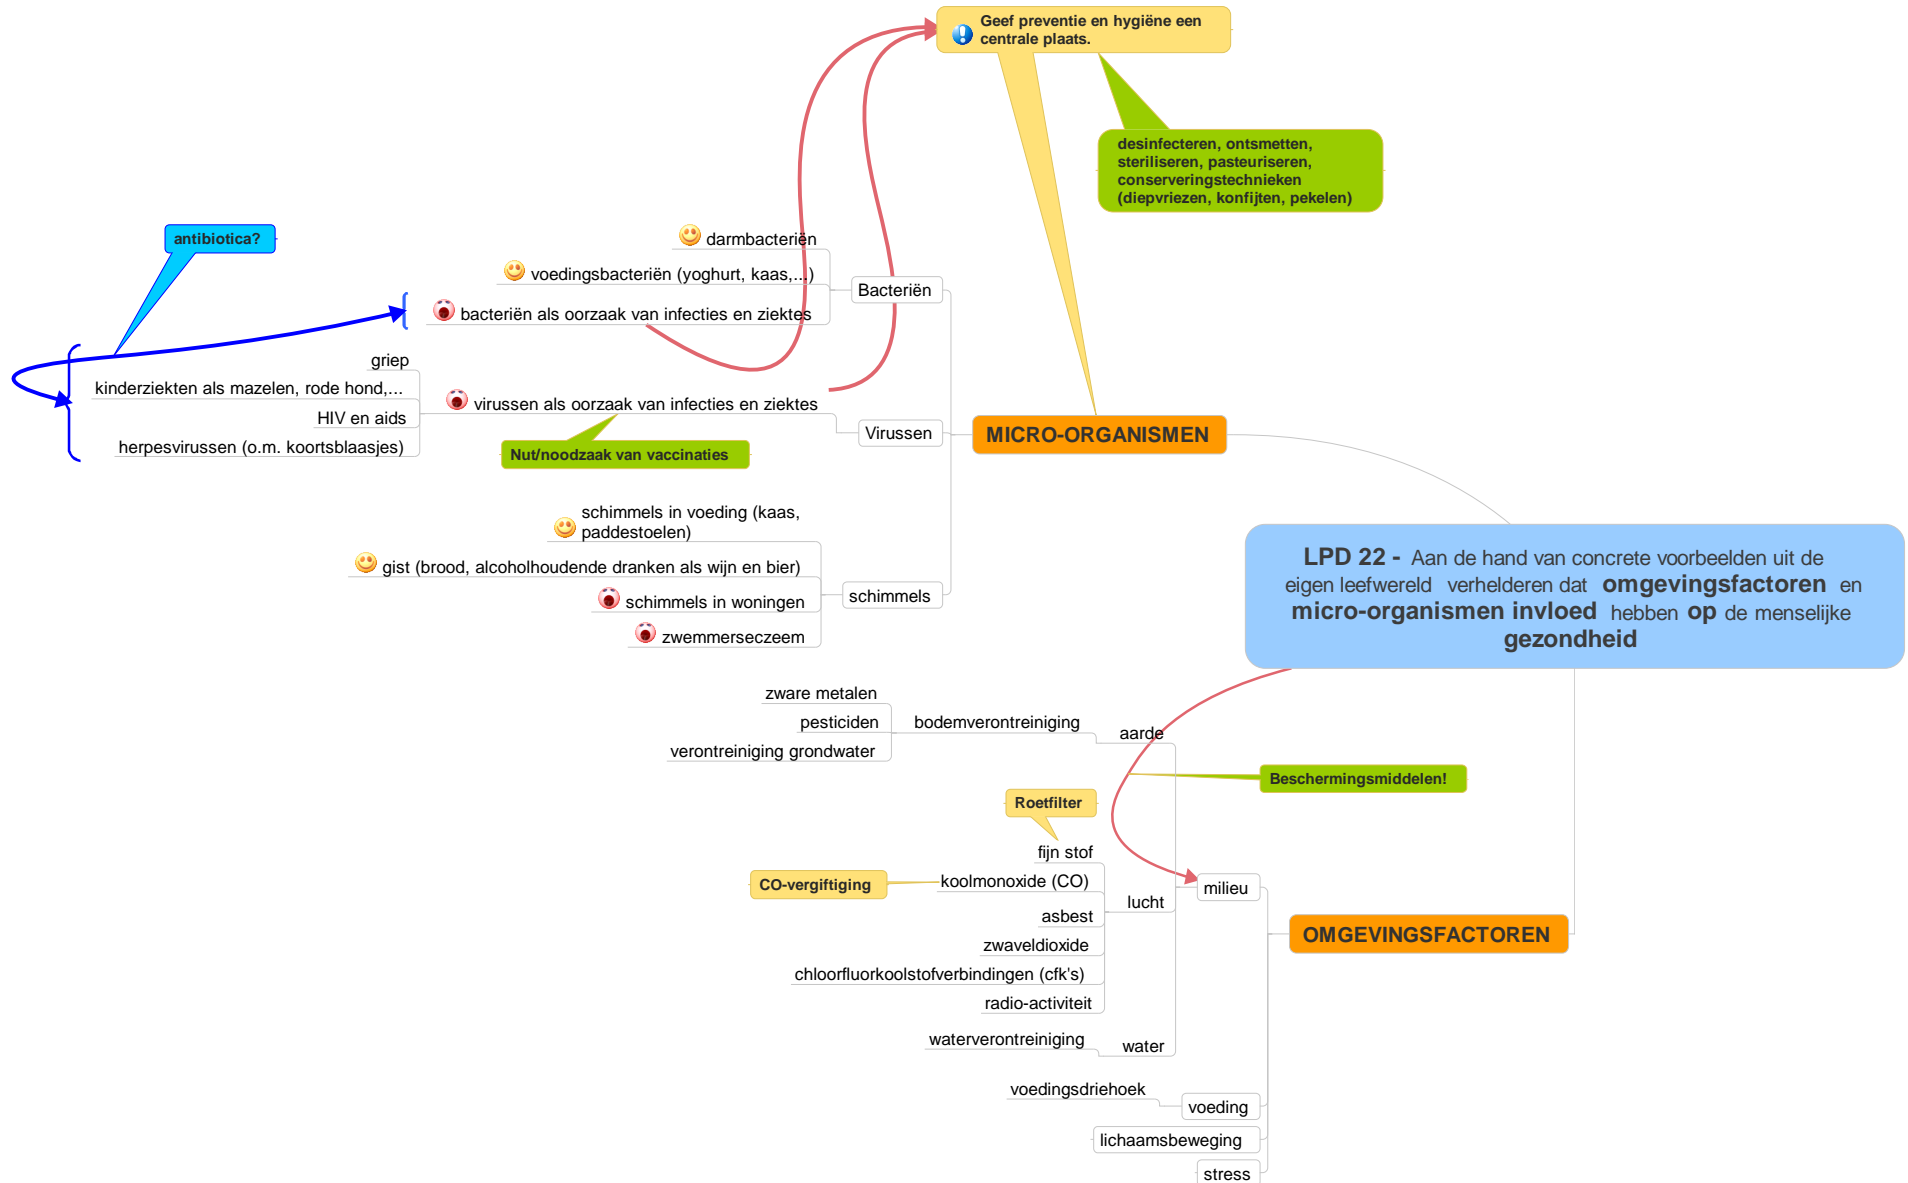 Geef preventie en hygiëne een
centrale plaats.
desinfecteren, ontsmetten,
steriliseren, pasteuriseren,
conserveringstechnieken
(diepvriezen, konfijten, pekelen)
antibiotica?
darmbacteriën
voedingsbacteriën (yoghurt, kaas,...)
Bacteriën
bacteriën als oorzaak van infecties en ziektes
griep
kinderziekten als mazelen, rode hond,...
HIV en aids
herpesvirussen (o.m. koortsblaasjes)
virussen als oorzaak van infecties en ziektes
Virussen
Nut/noodzaak van vaccinaties
MICRO-ORGANISMEN
schimmels in voeding (kaas,
paddestoelen)
gist (brood, alcoholhoudende dranken als wijn en bier)
schimmels in woningen
schimmels
zwemmerseczeem
LPD 22 - Aan de hand van concrete voorbeelden uit de
eigen leefwereld verhelderen dat omgevingsfactoren en
micro-organismen invloed hebben op de menselijke
gezondheid
zware metalen
pesticiden
verontreiniging grondwater
bodemverontreiniging
aarde
Beschermingsmiddelen!
Roetfilter
fijn stof
CO-vergiftiging
koolmonoxide (CO)
asbest
zwaveldioxide
chloorfluorkoolstofverbindingen (cfk's)
radio-activiteit
lucht
milieu
OMGEVINGSFACTOREN
waterverontreiniging
water
voedingsdriehoek
voeding
lichaamsbeweging
stress